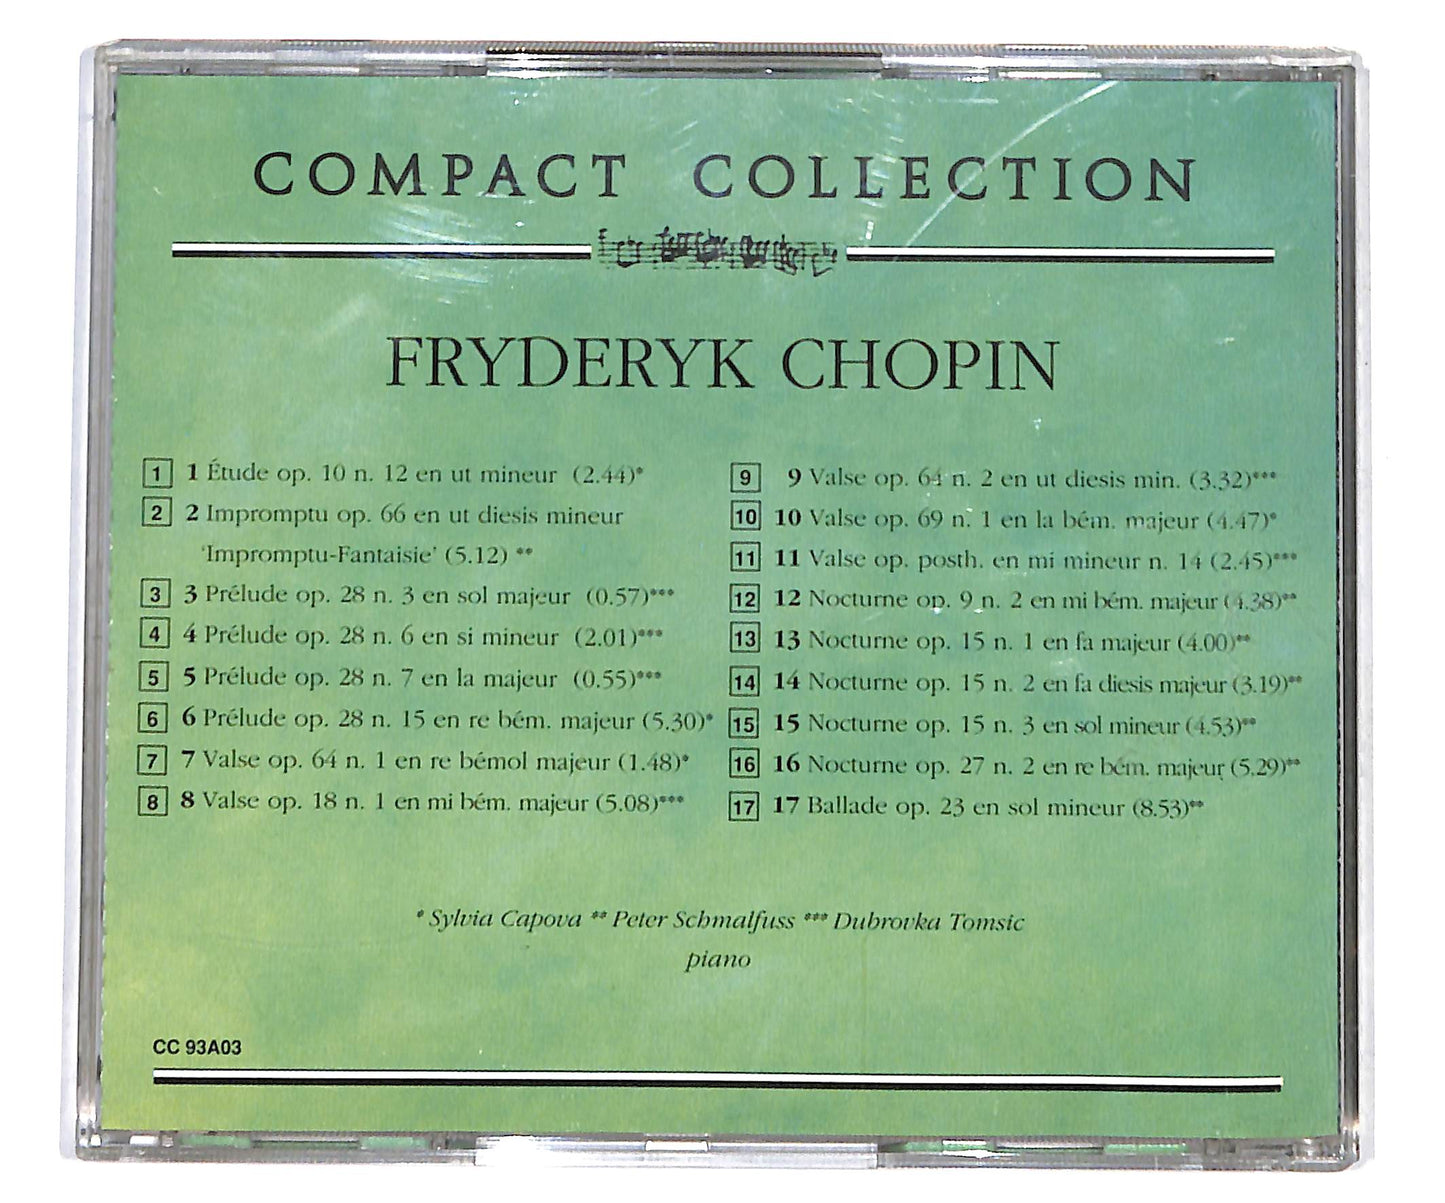 COMPACT COLLECTION
FRYDERYK CHOPIN
1 1 Étude op. 10 n. 12 en ut mineur (2.44)*
2 2 Impromptu op. 66 en ut diesis mineur
'Impromptu-Fantaisie' (5.12) **
3 3 Prélude op. 28 n. 3 en sol majeur (0.57)***
4 4 Prélude op. 28 n. 6 en si mineur (2.01)***
5 5 Prélude op. 28 n. 7 en la majeur (0.55)***
6 6 Prélude op. 28 n. 15 en re bém. majeur (5.30)*
7 7 Valse op. 64 n. 1 en re bémol majeur (1.48)*
8 8 Valse op. 18 n. 1 en mi bém. majeur (5.08)***
9 9 Valse op. 64 n. 2 en ut diesis min. (3.32)***
10 10 Valse op. 69 n. 1 en la bém. majeur (4.47)*
11 11 Valse op. posth. en mi mineur n. 14 (2.45)***
12 12 Nocturne op. 9 n. 2 en mi bém. majeur (4.38)**
13 13 Nocturne op. 15 n. 1 en fa majeur (4.00)**
14 14 Nocturne op. 15 n. 2 en fa diesis majeur (3.19)**
15 15 Nocturne op. 15 n. 3 en sol mineur (4.53)**
16 16 Nocturne op. 27 n. 2 en re bém. majeur (5.29)**
17 17 Ballade op. 23 en sol mineur (8.53)**
* Sylvia Capova ** Peter Schmalfuss *** Dubrovka Tomsic
piano
CC 93A03